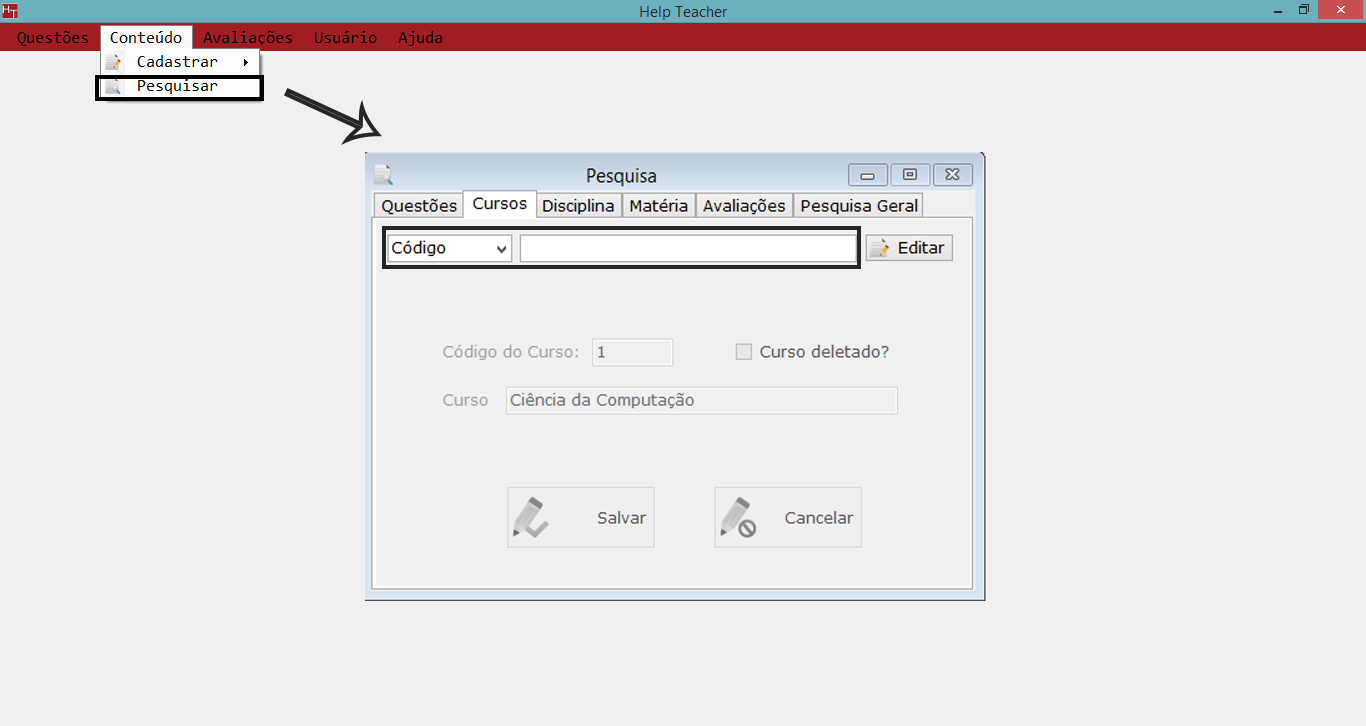 HT Help Teacher
Questões Conteúdo Avaliações Usuário Ajuda
Cadastrar
Pesquisar
Pesquisa
Questões Cursos Disciplina Matéria Avaliações Pesquisa Geral
Código Editar
Código do Curso: 1 Curso deletado?
Curso Ciência da Computação
Salvar Cancelar